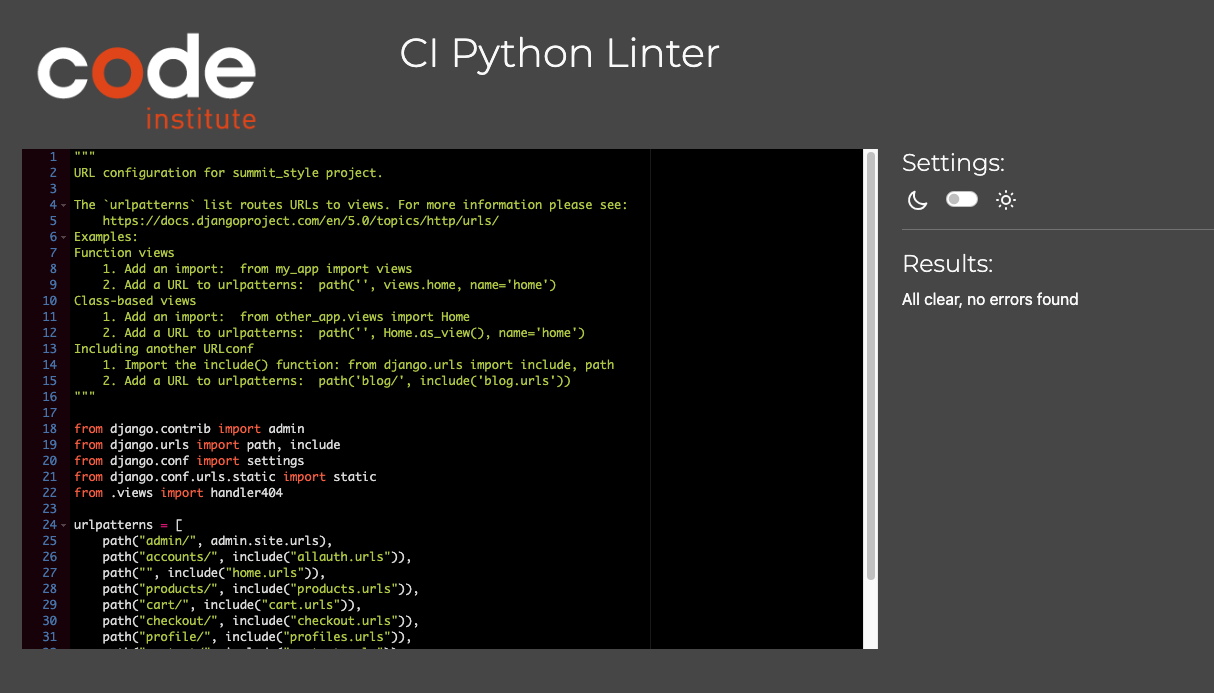 code
institute
CI Python Linter
1 """
2 URL configuration for summit_style project.
3
4 The `urlpatterns` list routes URLs to views. For more information please see:
5     https://docs.djangoproject.com/en/5.0/topics/http/urls/
6 Examples:
7 Function views
8     1. Add an import:  from my_app import views
9     2. Add a URL to urlpatterns:  path('', views.home, name='home')
10 Class-based views
11     1. Add an import:  from other_app.views import Home
12     2. Add a URL to urlpatterns:  path('', Home.as_view(), name='home')
13 Including another URLconf
14     1. Import the include() function: from django.urls import include, path
15     2. Add a URL to urlpatterns:  path('blog/', include('blog.urls'))
16 """
17
18 from django.contrib import admin
19 from django.urls import path, include
20 from django.conf import settings
21 from django.conf.urls.static import static
22 from .views import handler404
23
24 urlpatterns = [
25     path("admin/", admin.site.urls),
26     path("accounts/", include("allauth.urls")),
27     path("", include("home.urls")),
28     path("products/", include("products.urls")),
29     path("cart/", include("cart.urls")),
30     path("checkout/", include("checkout.urls")),
31     path("profile/", include("profiles.urls")),
Settings:
Results:
All clear, no errors found